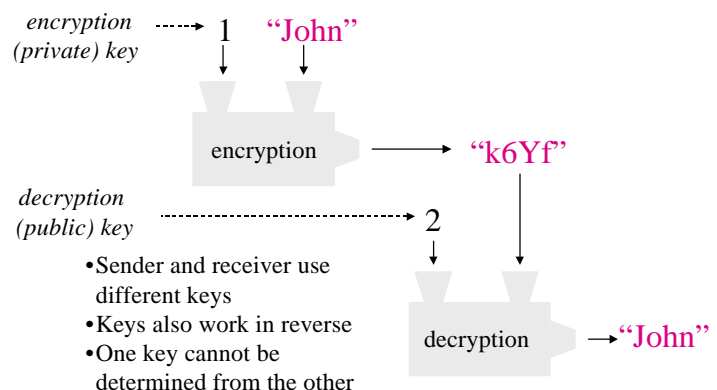 encryption
(private) key
1 “John”
encryption
“k6Yf”
decryption
(public) key
2
•Sender and receiver use
different keys
•Keys also work in reverse
•One key cannot be
determined from the other
decryption
“John”